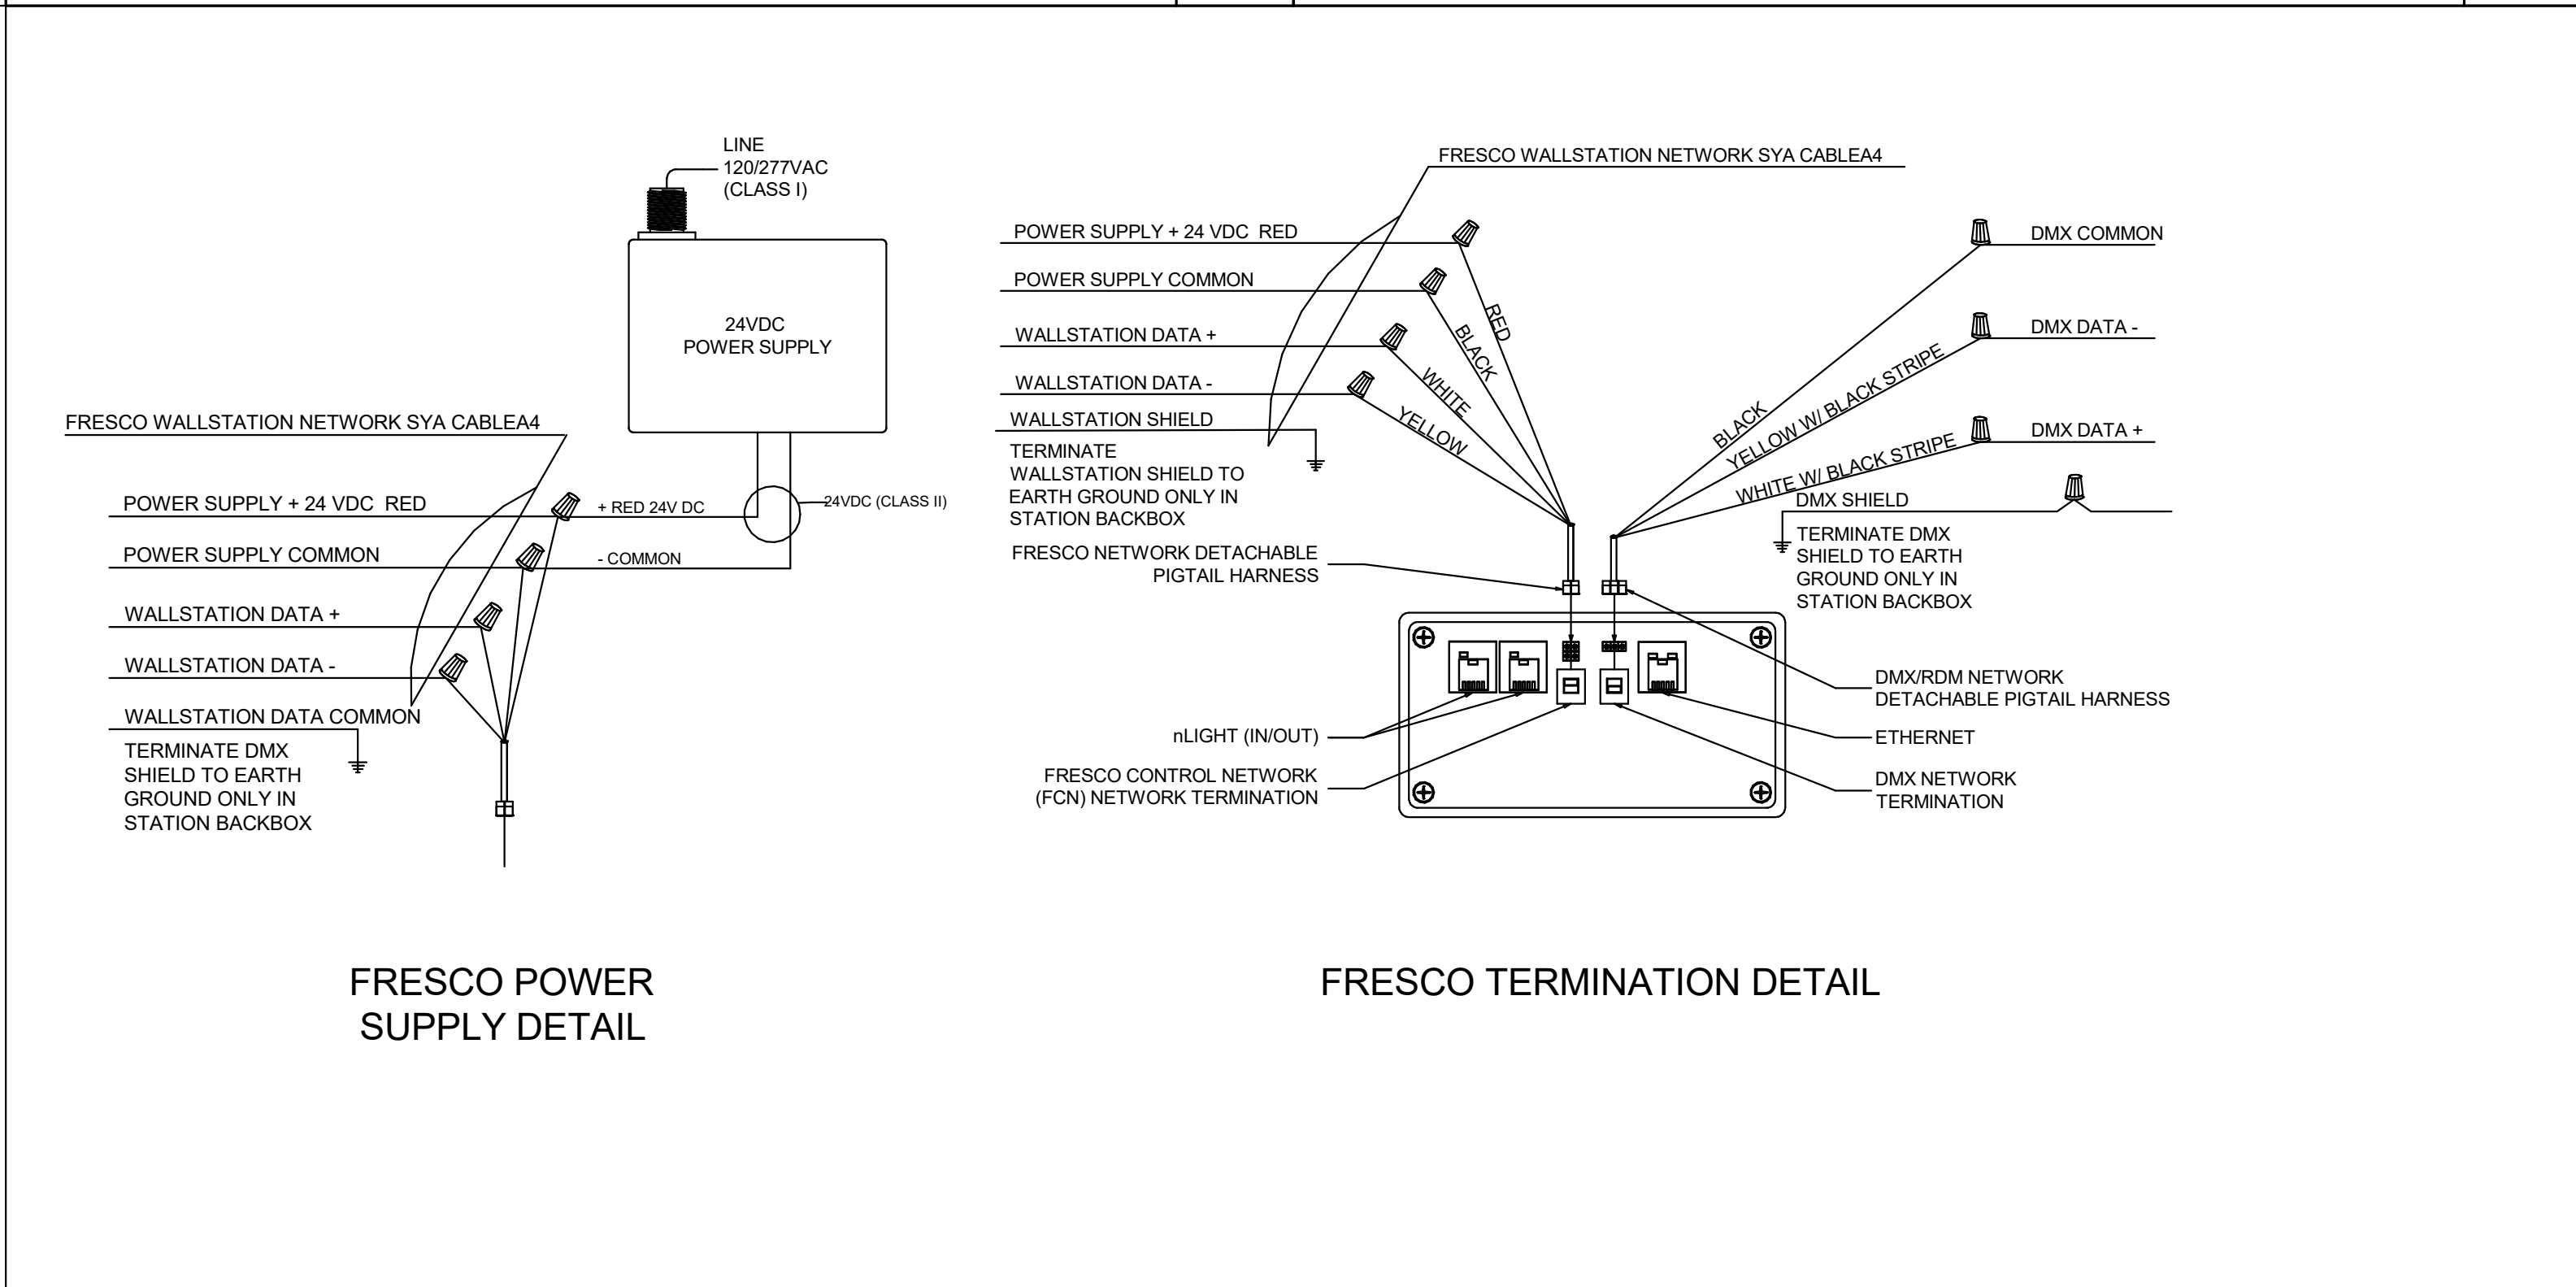 LINE
120/277VAC
(CLASS I)
24VDC
POWER SUPPLY
FRESCO WALLSTATION NETWORK SYA CABLEA4
POWER SUPPLY + 24 VDC  RED
+ RED 24V DC
24VDC (CLASS II)
POWER SUPPLY COMMON
- COMMON
WALLSTATION DATA +
WALLSTATION DATA -
WALLSTATION DATA COMMON
TERMINATE DMX
SHIELD TO EARTH
GROUND ONLY IN
STATION BACKBOX
FRESCO POWER
SUPPLY DETAIL
FRESCO WALLSTATION NETWORK SYA CABLEA4
POWER SUPPLY + 24 VDC  RED
POWER SUPPLY COMMON
WALLSTATION DATA +
WALLSTATION DATA -
WALLSTATION SHIELD
TERMINATE
WALLSTATION SHIELD TO
EARTH GROUND ONLY IN
STATION BACKBOX
RED
BLACK
WHITE
YELLOW
FRESCO NETWORK DETACHABLE
PIGTAIL HARNESS
nLIGHT (IN/OUT)
FRESCO CONTROL NETWORK
(FCN) NETWORK TERMINATION
DMX COMMON
DMX DATA -
DMX DATA +
BLACK
YELLOW W/ BLACK STRIPE
WHITE W/ BLACK STRIPE
DMX SHIELD
TERMINATE DMX
SHIELD TO EARTH
GROUND ONLY IN
STATION BACKBOX
DMX/RDM NETWORK
DETACHABLE PIGTAIL HARNESS
ETHERNET
DMX NETWORK
TERMINATION
FRESCO TERMINATION DETAIL